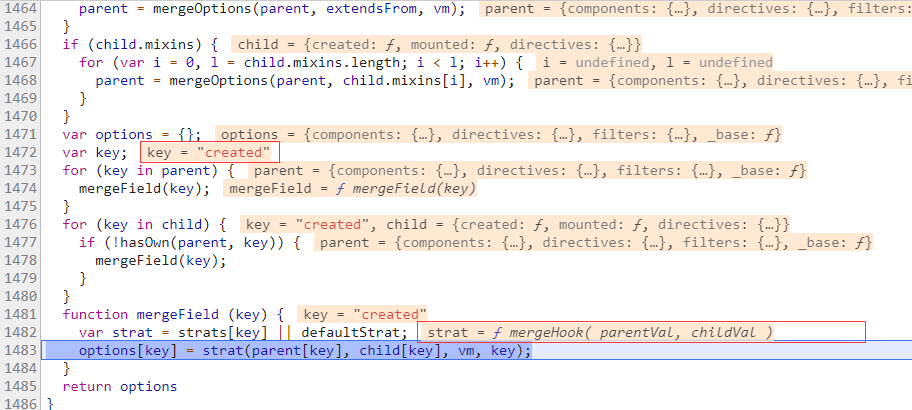 1464 parent = mergeOptions(parent, extendsFrom, vm); parent = {components: {…}, directives: {…}, filters:
1465 }
1466 if (child.mixins) { child = {created: ƒ, mounted: ƒ, directives: {…}}
1467 for (var i = 0, l = child.mixins.length; i < l; i++) { i = undefined, l = undefined
1468 parent = mergeOptions(parent, child.mixins[i], vm); parent = {components: {…}, directives: {…}, fi
1469 }
1470 }
1471 var options = {}; options = {components: {…}, directives: {…}, filters: {…}, _base: ƒ}
1472 var key; key = "created"
1473 for (key in parent) { parent = {components: {…}, directives: {…}, filters: {…}, _base: ƒ}
1474 mergeField(key); mergeField = ƒ mergeField(key)
1475 }
1476 for (key in child) { key = "created", child = {created: ƒ, mounted: ƒ, directives: {…}}
1477 if (!hasOwn(parent, key)) { parent = {components: {…}, directives: {…}, filters: {…}, _base: ƒ}
1478 mergeField(key);
1479 }
1480 }
1481 function mergeField (key) { key = "created"
1482 var strat = strats[key] || defaultStrat; strat = ƒ mergeHook( parentVal, childVal )
1483 options[key] = strat(parent[key], child[key], vm, key);
1484 }
1485 return options
1486 }